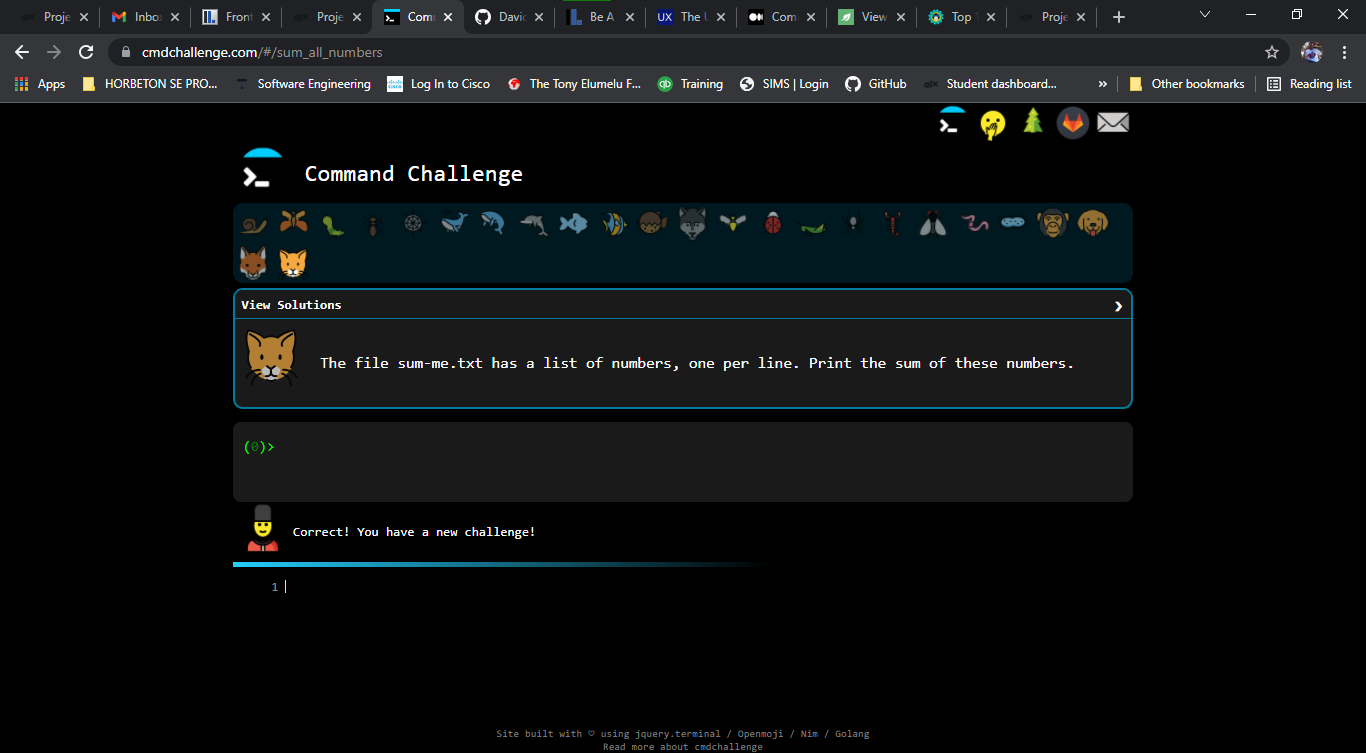 Proje
Inbo
Front
Proje
Com
Davic
Be A
UX The U
Com
View
Top
Proje
cmdchallenge.com/#/sum_all_numbers
Apps
HORBETON SE PRO...
Software Engineering
Log In to Cisco
The Tony Elumelu F...
Training
SIMS | Login
GitHub
Student dashboard...
»
Other bookmarks
Reading list
Command Challenge
View Solutions
The file sum-me.txt has a list of numbers, one per line. Print the sum of these numbers.
(0)>
Correct! You have a new challenge!
1
Site built with ♡ using jquery.terminal / Openmoji / Nim / Golang
Read more about cmdchallenge